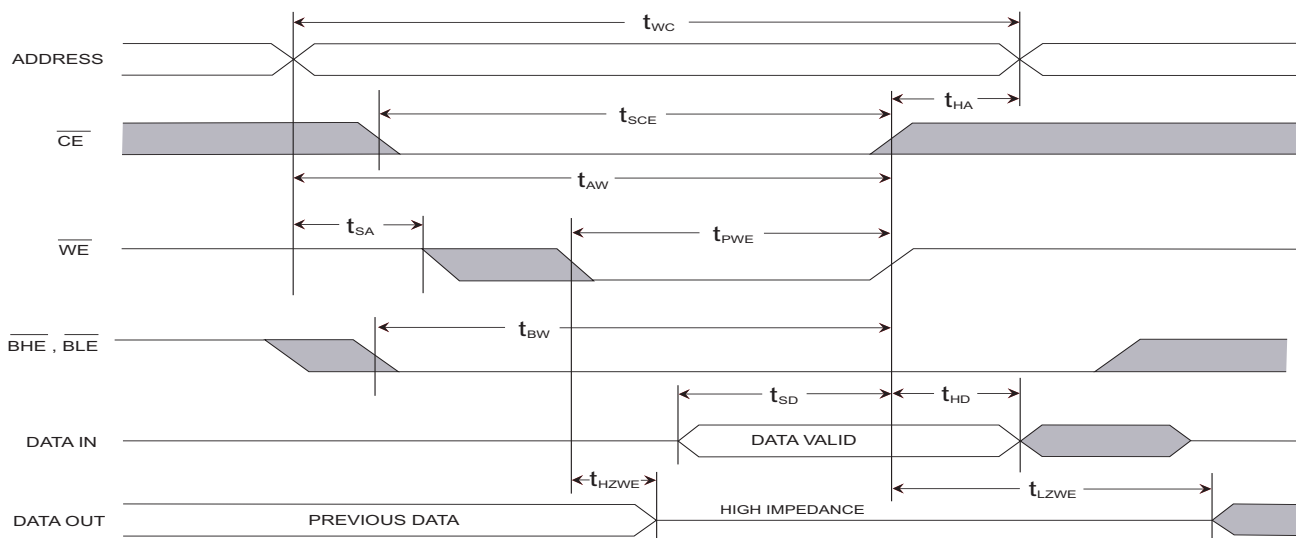 tWC
ADDRESS
tHA
tSCE
CE
tAW
tSA
tPWE
WE
tBW
BHE , BLE
tSD
tHD
DATA IN
DATA VALID
tHZWE
tLZWE
DATA OUT
PREVIOUS DATA
HIGH IMPEDANCE